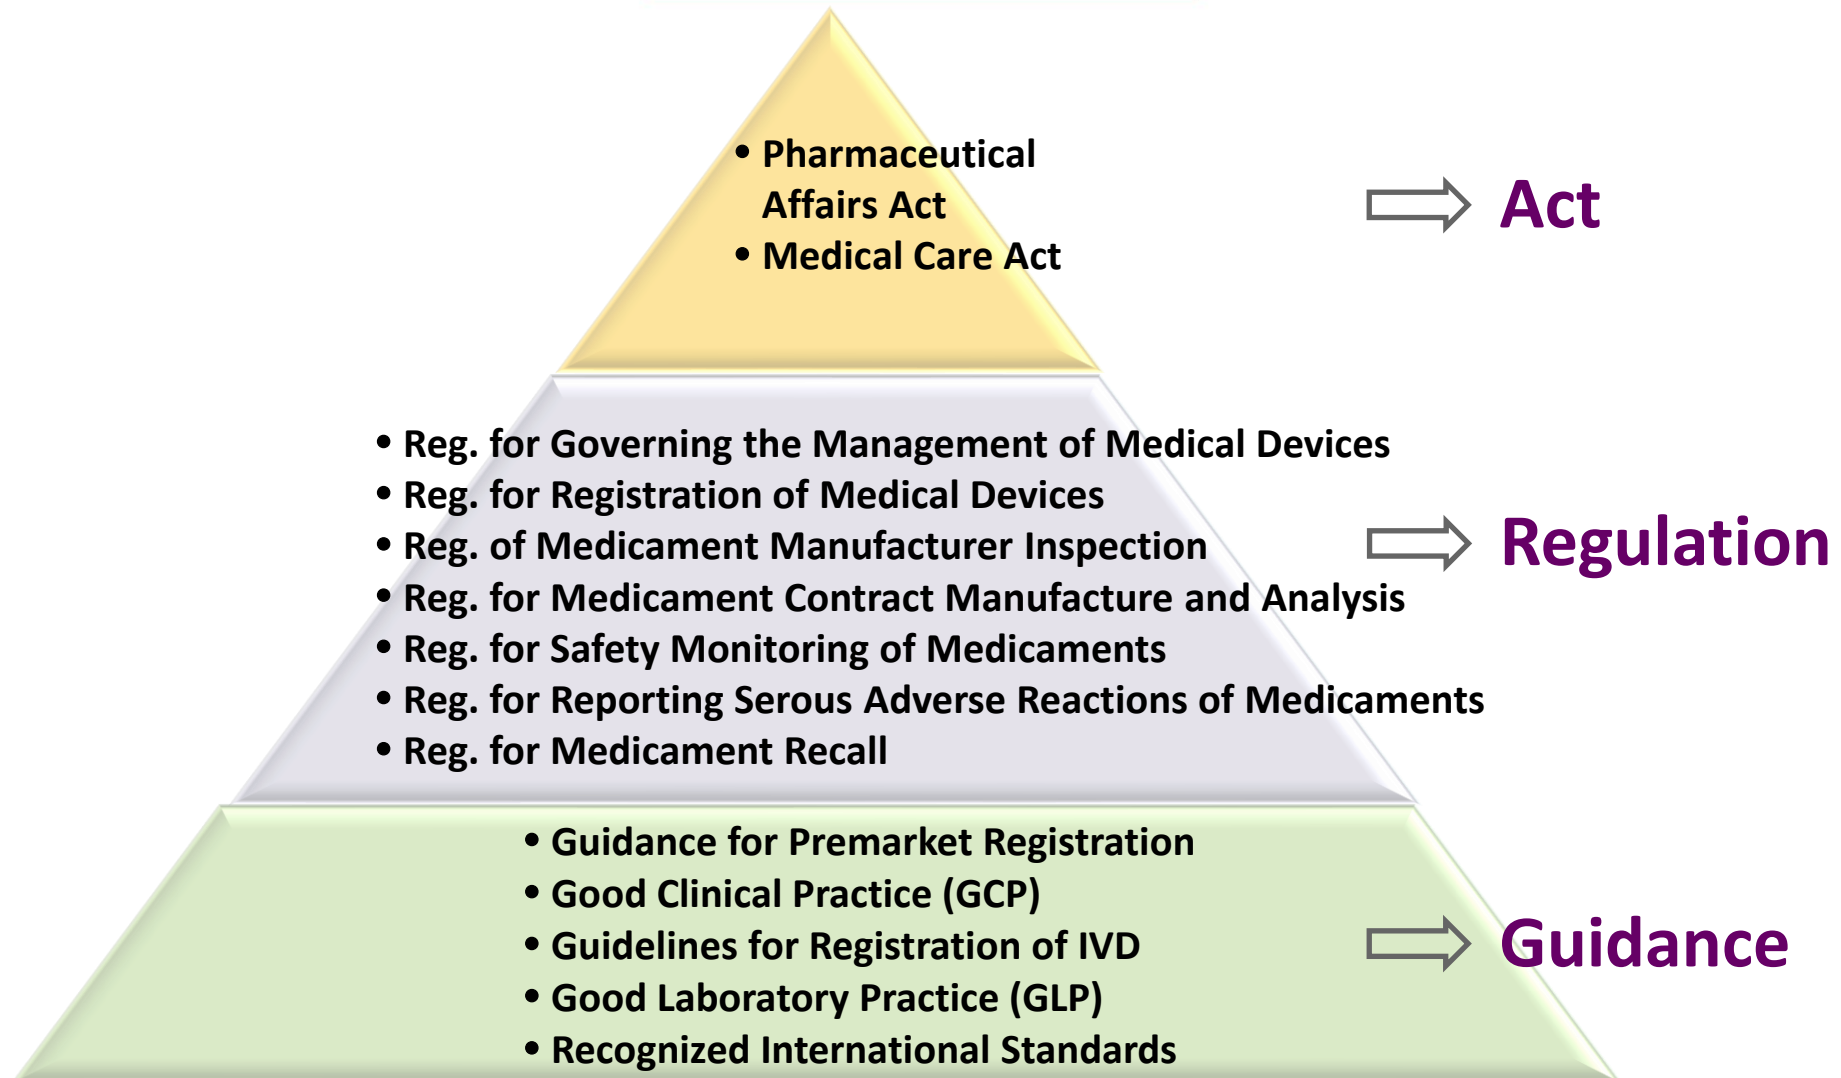 • Pharmaceutical
Affairs Act
• Medical Care Act
Act
• Reg. for Governing the Management of Medical Devices
• Reg. for Registration of Medical Devices
• Reg. of Medicament Manufacturer Inspection
• Reg. for Medicament Contract Manufacture and Analysis
• Reg. for Safety Monitoring of Medicaments
• Reg. for Reporting Serous Adverse Reactions of Medicaments
• Reg. for Medicament Recall
Regulation
• Guidance for Premarket Registration
• Good Clinical Practice (GCP)
• Guidelines for Registration of IVD
• Good Laboratory Practice (GLP)
• Recognized International Standards
Guidance